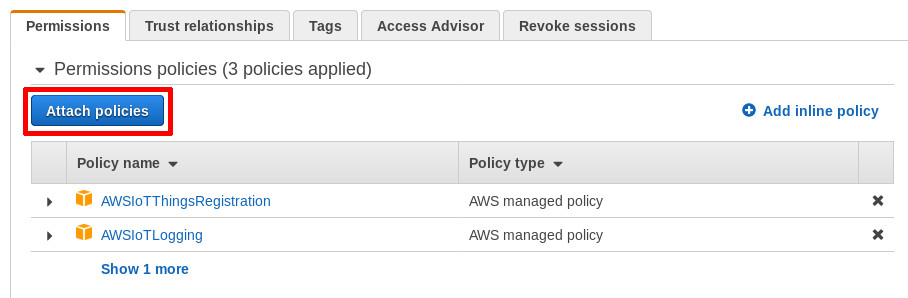 Permissions Trust relationships Tags Access Advisor Revoke sessions
Permissions policies (3 policies applied)
Attach policies Add inline policy
Policy name Policy type
AWSIoTThingsRegistration AWS managed policy
AWSIoTLogging AWS managed policy
Show 1 more